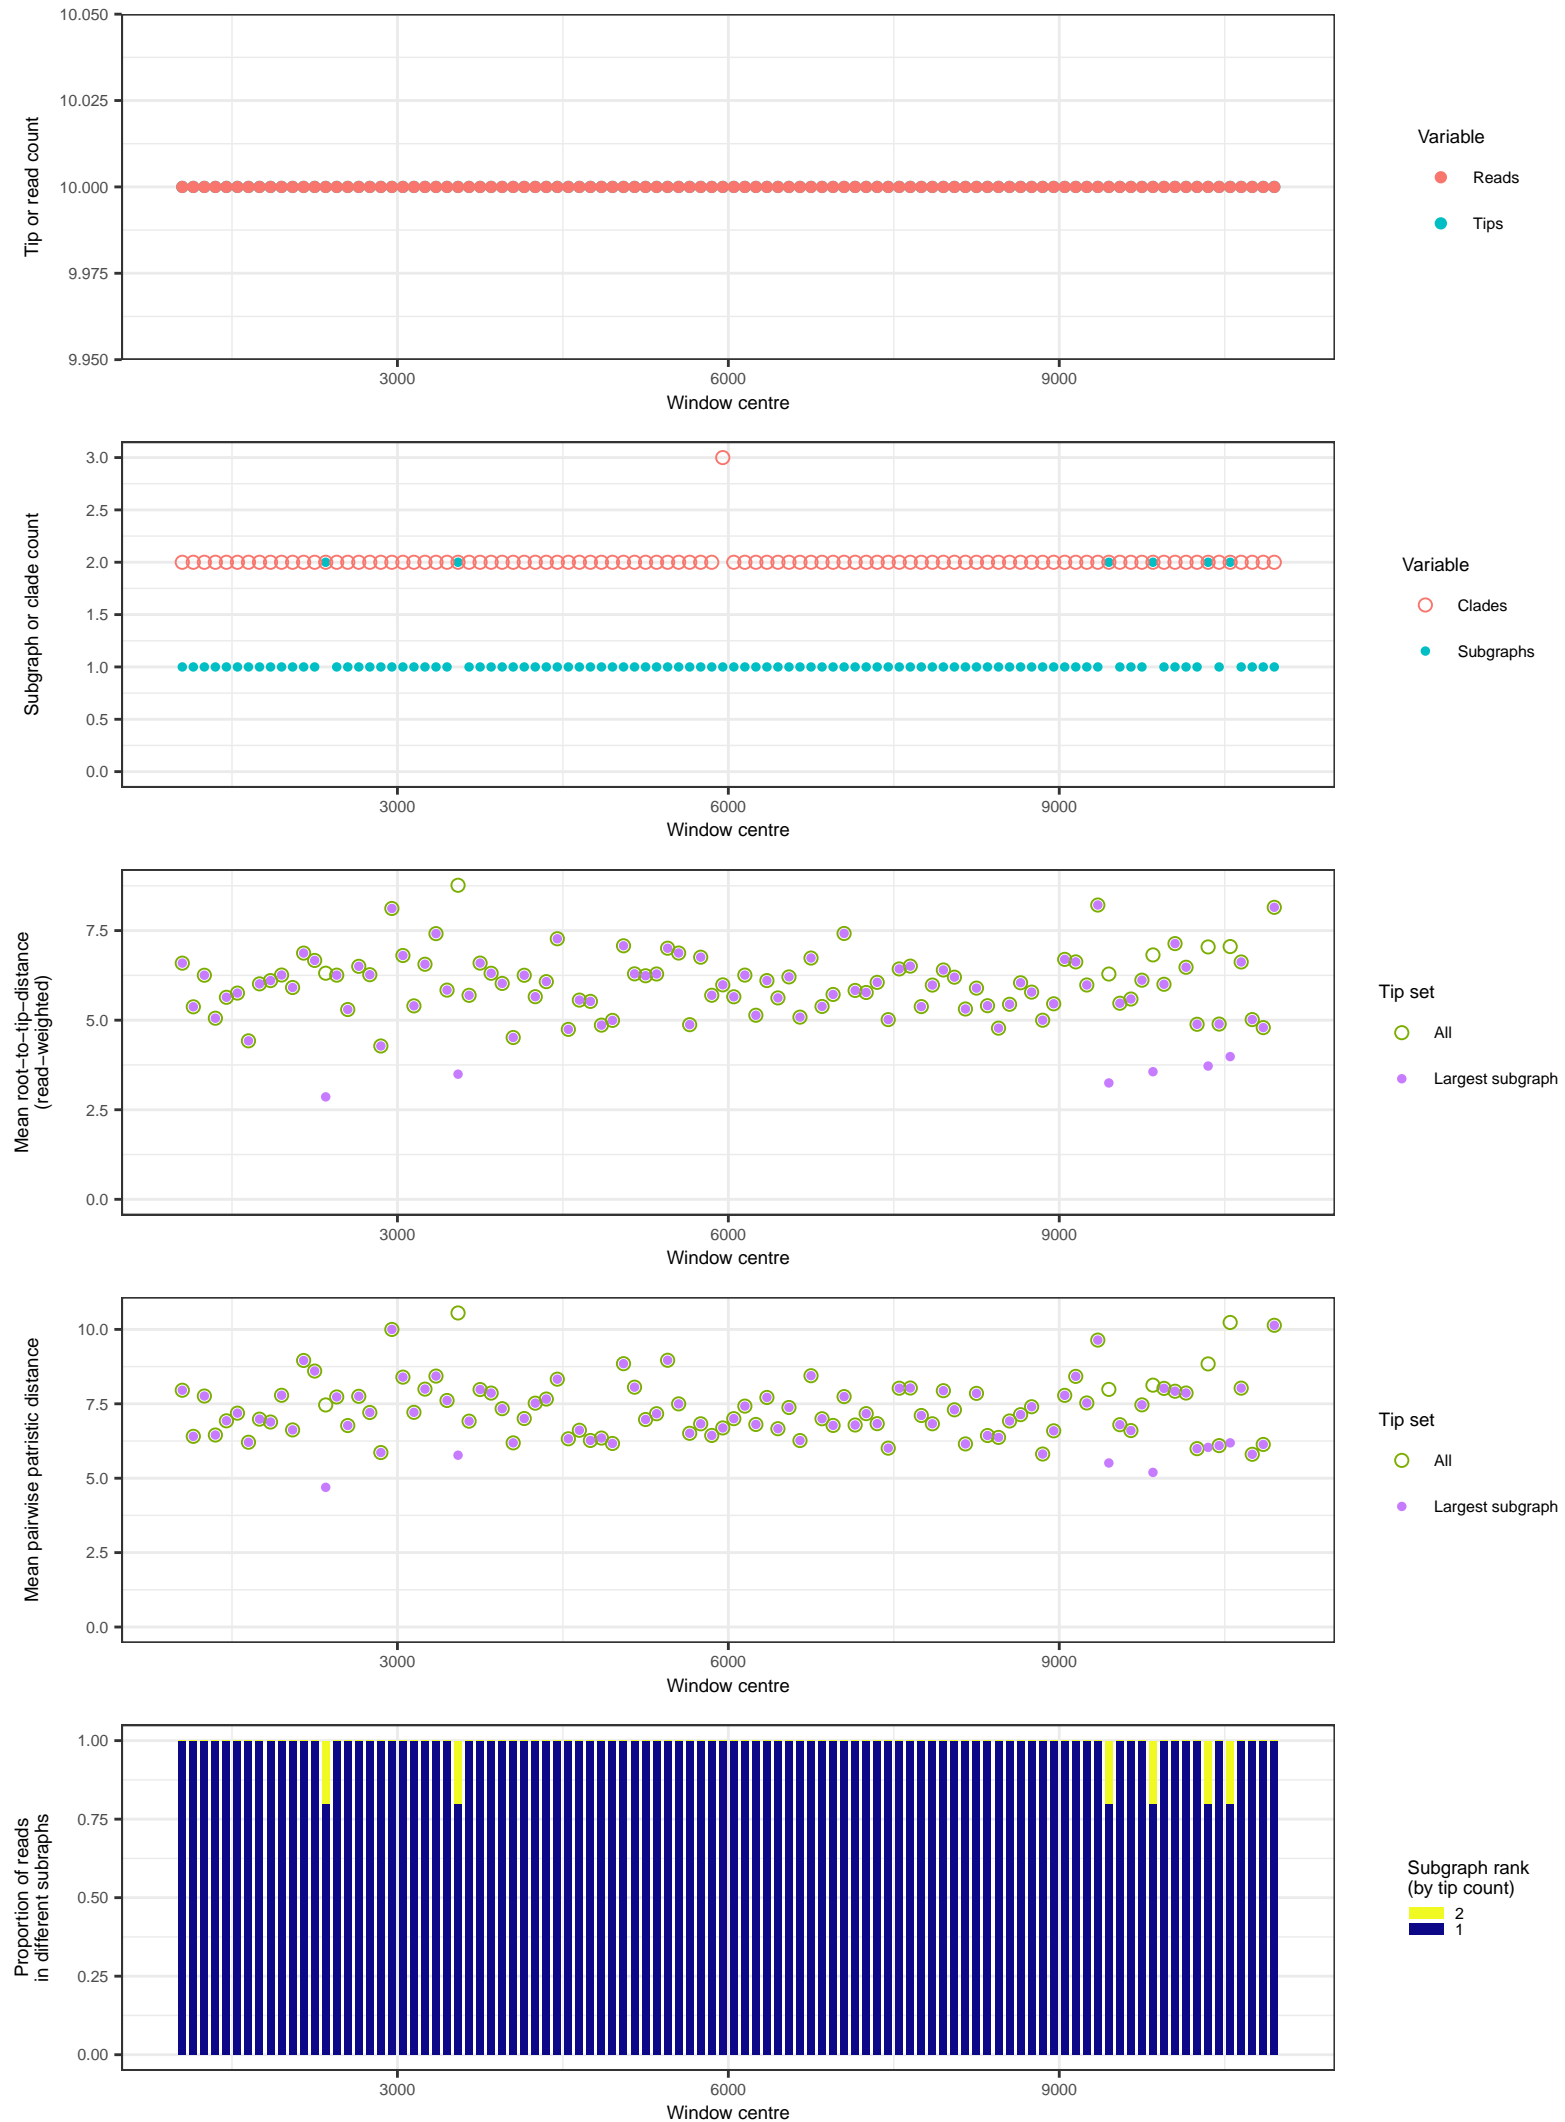 10.050
10.025
10.000
9.975
9.950
Tip or read count
3000
6000
9000
Window centre
Variable
Reads
Tips
3.0
2.5
2.0
1.5
1.0
0.5
0.0
Subgraph or clade count
3000
6000
9000
Window centre
Variable
Clades
Subgraphs
7.5
5.0
2.5
0.0
Mean root−to−tip−distance
(read−weighted)
3000
6000
9000
Window centre
Tip set
All
Largest subgraph
10.0
7.5
5.0
2.5
0.0
Mean pairwise patristic distance
3000
6000
9000
Window centre
Tip set
All
Largest subgraph
1.00
0.75
0.50
0.25
0.00
Proportion of reads
in different subraphs
3000
6000
9000
Window centre
Subgraph rank
(by tip count)
2
1